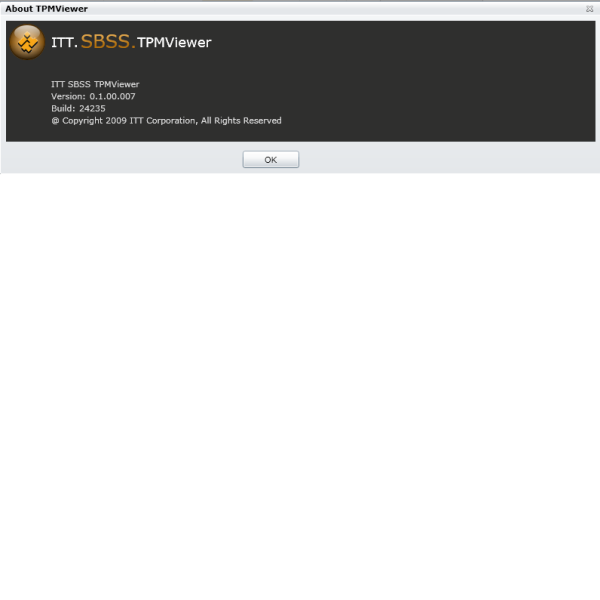 About TPMViewer
ITT.SBSS.TPMViewer
ITT SBSS TPMViewer
Version: 0.1.00.007
Build: 24235
@ Copyright 2009 ITT Corporation, All Rights Reserved
OK